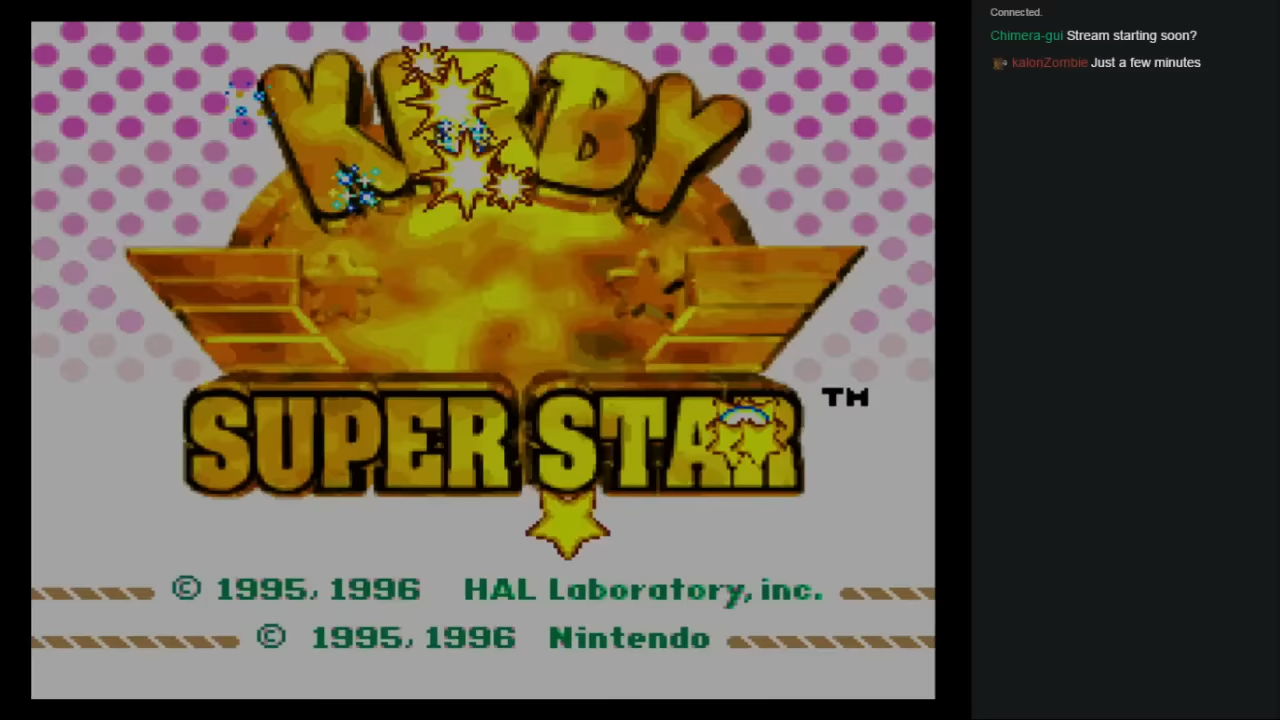 KIRBY
SUPER STAR TM
© 1995, 1996 HAL Laboratory, inc.
© 1995, 1996 Nintendo
Connected.
Chimera-gui Stream starting soon?
kalonZombie Just a few minutes